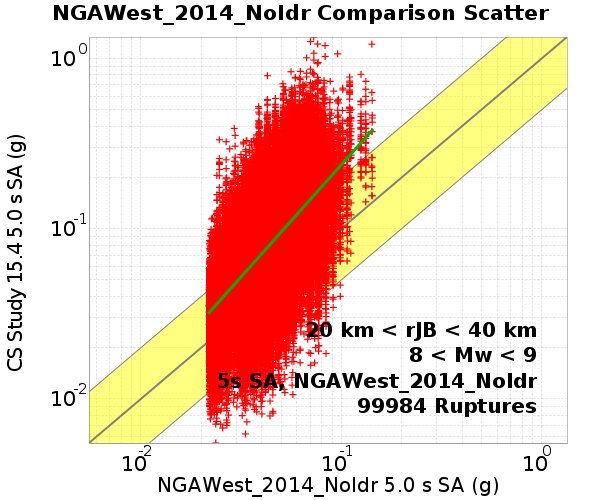 NGAWest_2014_NoIdr Comparison Scatter
CS Study 15.4 5.0 s SA (g)
10^0
10^-1
10^-2
20 km < rJB < 40 km
8 < Mw < 9
5s SA, NGAWest_2014_NoIdr
99984 Ruptures
10^-2 10^-1 10^0
NGAWest_2014_NoIdr 5.0 s SA (g)